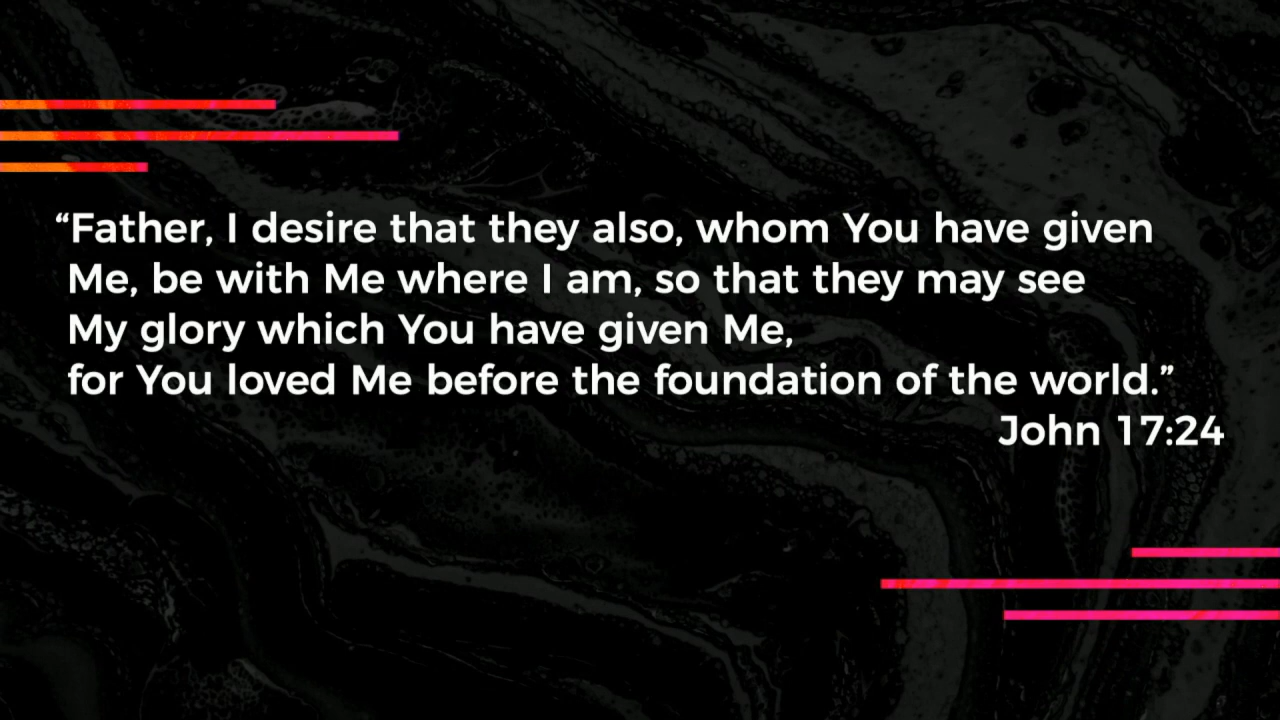 “Father, I desire that they also, whom You have given
Me, be with Me where I am, so that they may see
My glory which You have given Me,
for You loved Me before the foundation of the world.”
John 17:24